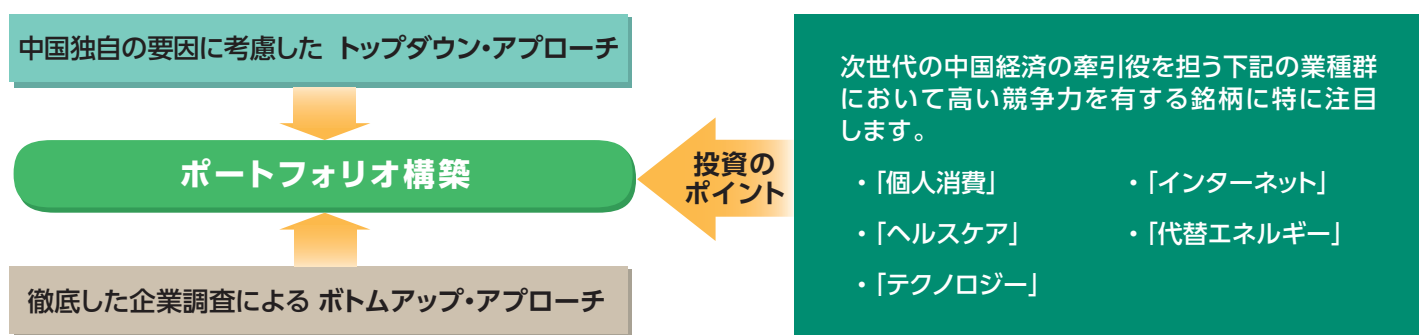 中国独自の要因に考慮した トップダウン・アプローチ
ポートフォリオ構築
徹底した企業調査による ボトムアップ・アプローチ
投資の
ポイント
次世代の中国経済の牽引役を担う下記の業種群
において高い競争力を有する銘柄に特に注目
します。
・「個人消費」 ・「インターネット」
・「ヘルスケア」 ・「代替エネルギー」
・「テクノロジー」